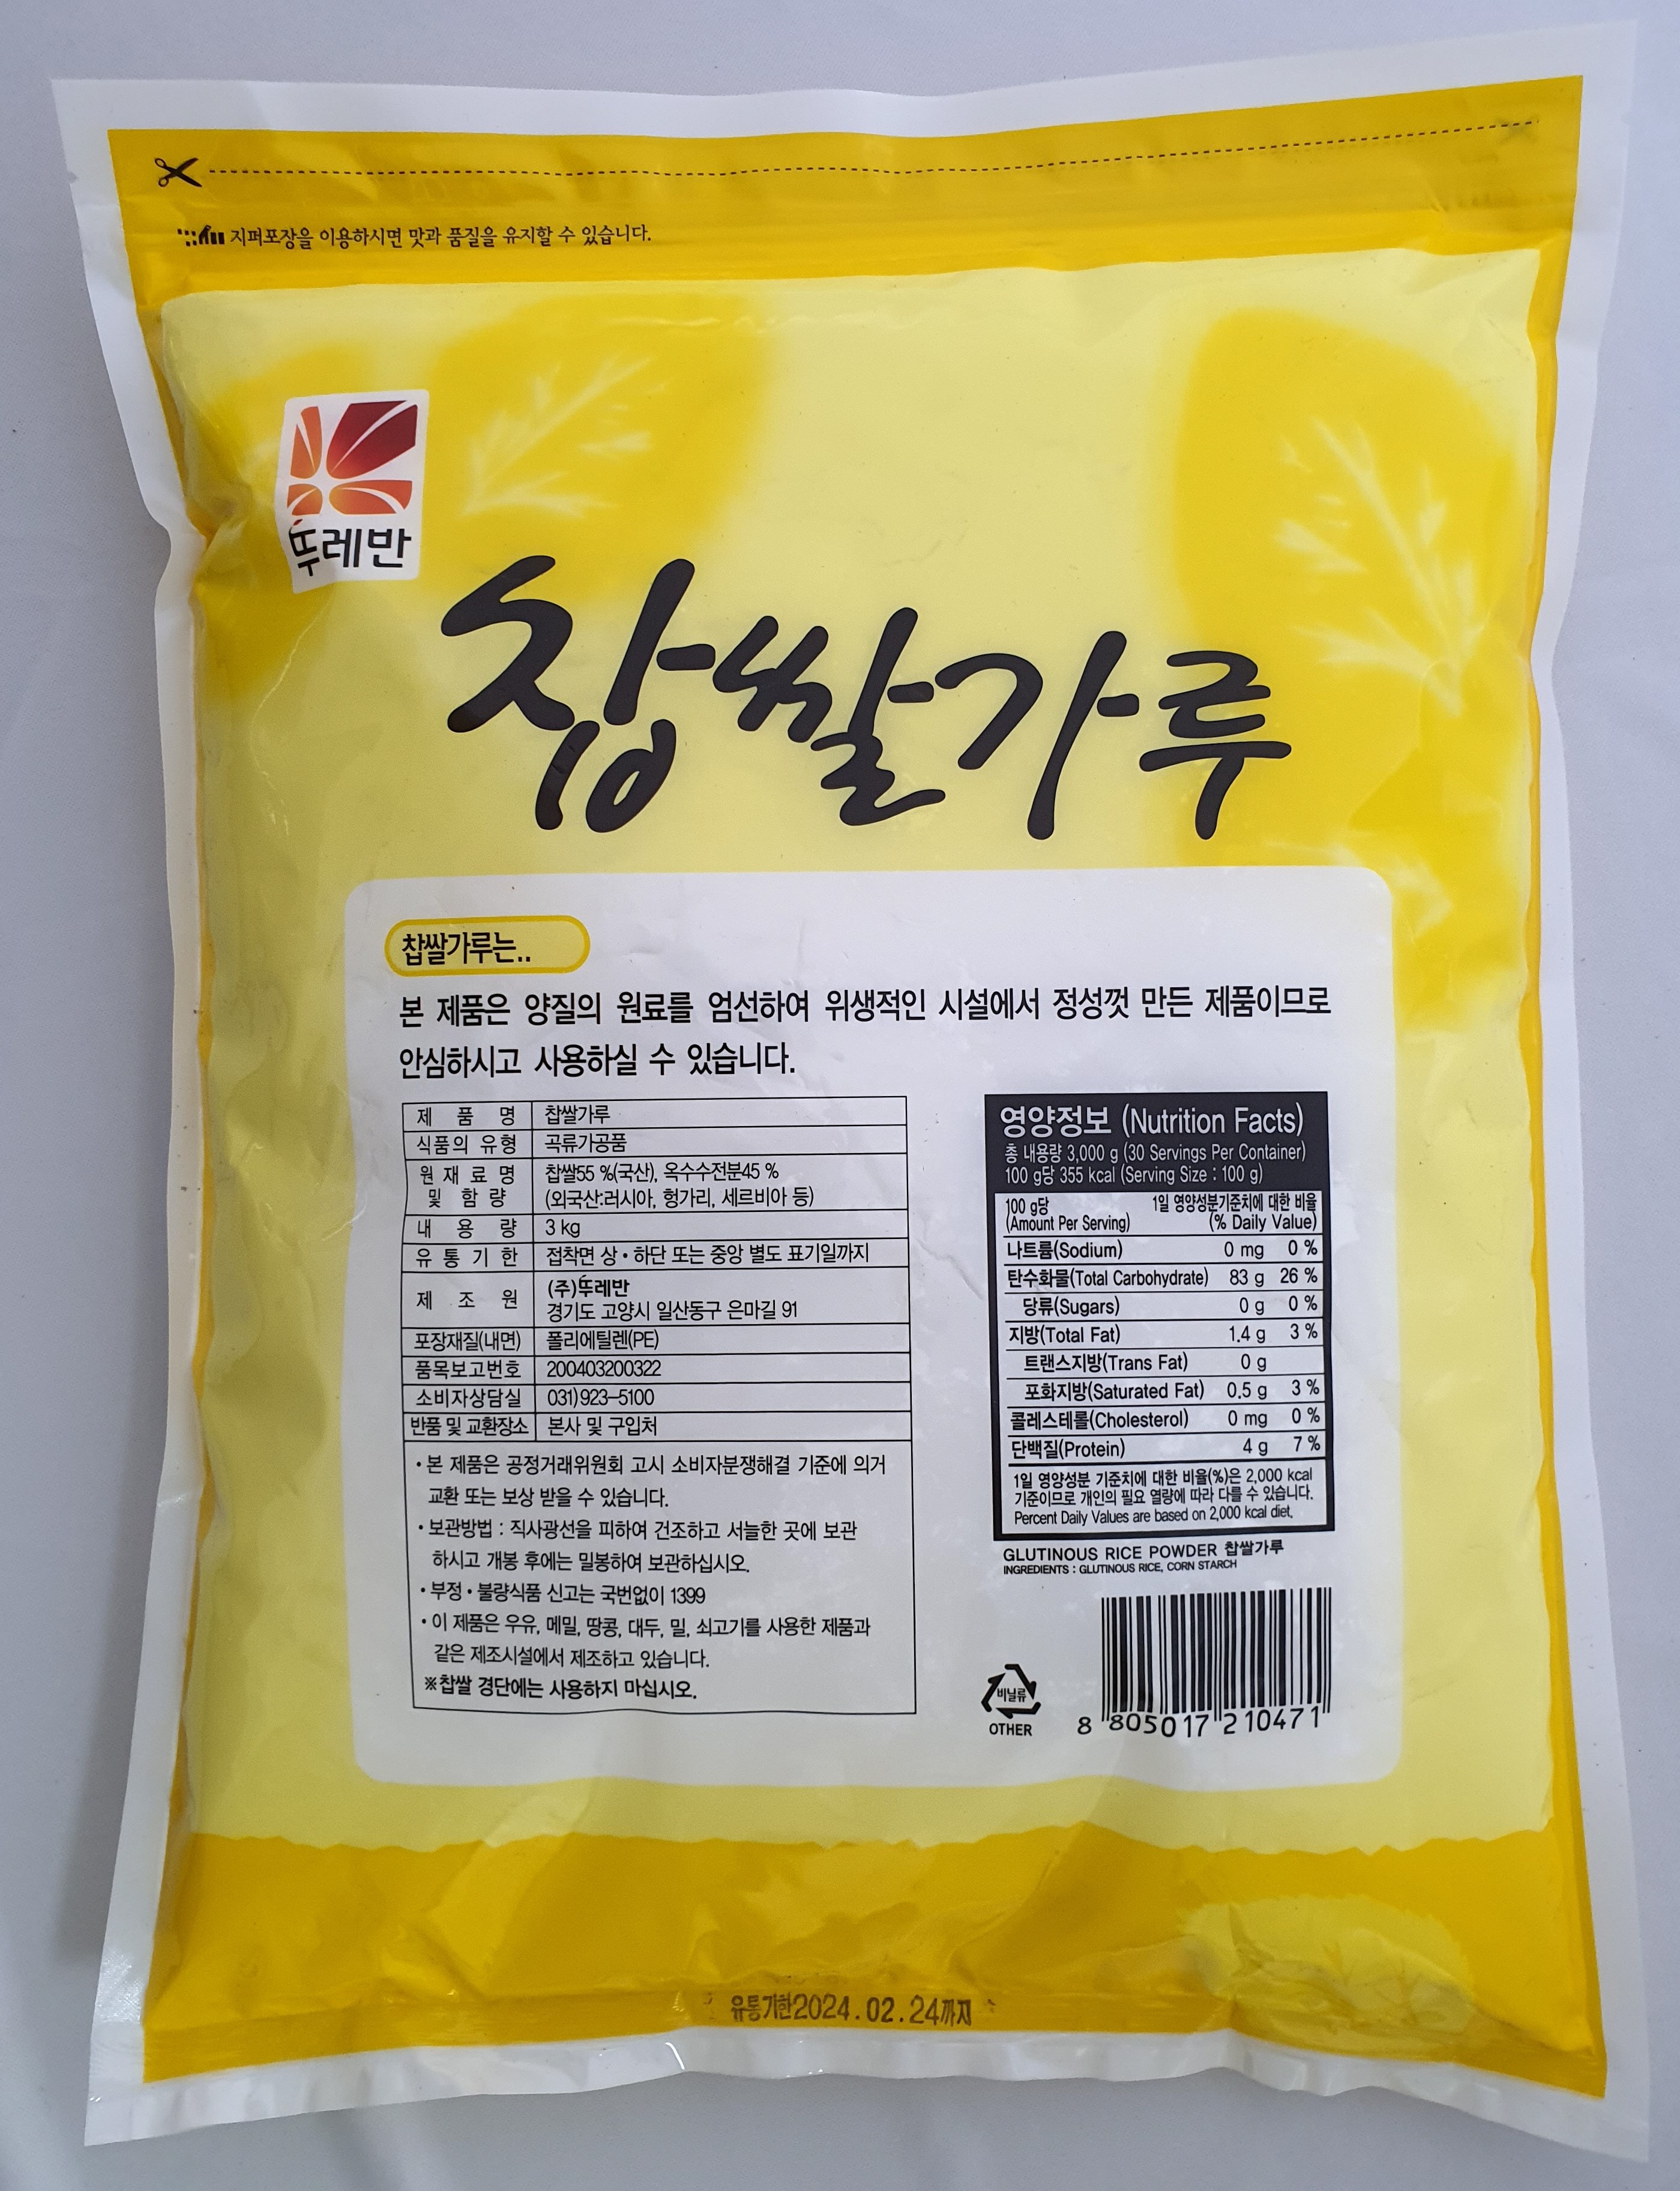 지퍼포장을 이용하시면 맛과 품질을 유지할 수 있습니다.
뚜레반
찹쌀가루
찹쌀가루는..
본 제품은 양질의 원료를 엄선하여 위생적인 시설에서 정성껏 만든 제품이므로
안심하시고 사용하실 수 있습니다.
제 품 명 찹쌀가루
식품의 유형 곡류가공품
원 재 료 명 찹쌀55 %(국산), 옥수수전분45 %
및 함 량 (외국산:러시아, 헝가리, 세르비아 등)
내 용 량 3 kg
유 통 기 한 접착면 상•하단 또는 중앙 별도 표기일까지
제 조 원 (주)뚜레반
경기도 고양시 일산동구 은마길 91
포장재질(내면) 폴리에틸렌(PE)
품목보고번호 200403200322
소비자상담실 031)923-5100
반품 및 교환장소 본사 및 구입처
• 본 제품은 공정거래위원회 고시 소비자분쟁해결 기준에 의거
교환 또는 보상 받을 수 있습니다.
• 보관방법 : 직사광선을 피하여 건조하고 서늘한 곳에 보관
하시고 개봉 후에는 밀봉하여 보관하십시오.
• 부정•불량식품 신고는 국번없이 1399
• 이 제품은 우유, 메밀, 땅콩, 대두, 밀, 쇠고기를 사용한 제품과
같은 제조시설에서 제조하고 있습니다.
※찹쌀 경단에는 사용하지 마십시오.
영양정보 (Nutrition Facts)
총 내용량 3,000 g (30 Servings Per Container)
100 g당 355 kcal (Serving Size : 100 g)
100 g당 1일 영양성분기준치에 대한 비율
(Amount Per Serving) (% Daily Value)
나트륨(Sodium) 0 mg 0 %
탄수화물(Total Carbohydrate) 83 g 26 %
당류(Sugars) 0 g 0 %
지방(Total Fat) 1.4 g 3 %
트랜스지방(Trans Fat) 0 g
포화지방(Saturated Fat) 0.5 g 3 %
콜레스테롤(Cholesterol) 0 mg 0 %
단백질(Protein) 4 g 7 %
1일 영양성분 기준치에 대한 비율(%)은 2,000 kcal
기준이므로 개인의 필요 열량에 따라 다를 수 있습니다.
Percent Daily Values are based on 2,000 kcal diet.
GLUTINOUS RICE POWDER 찹쌀가루
INGREDIENTS : GLUTINOUS RICE, CORN STARCH
비닐류
OTHER
8 805017 210471
유통기한2024.02.24까지